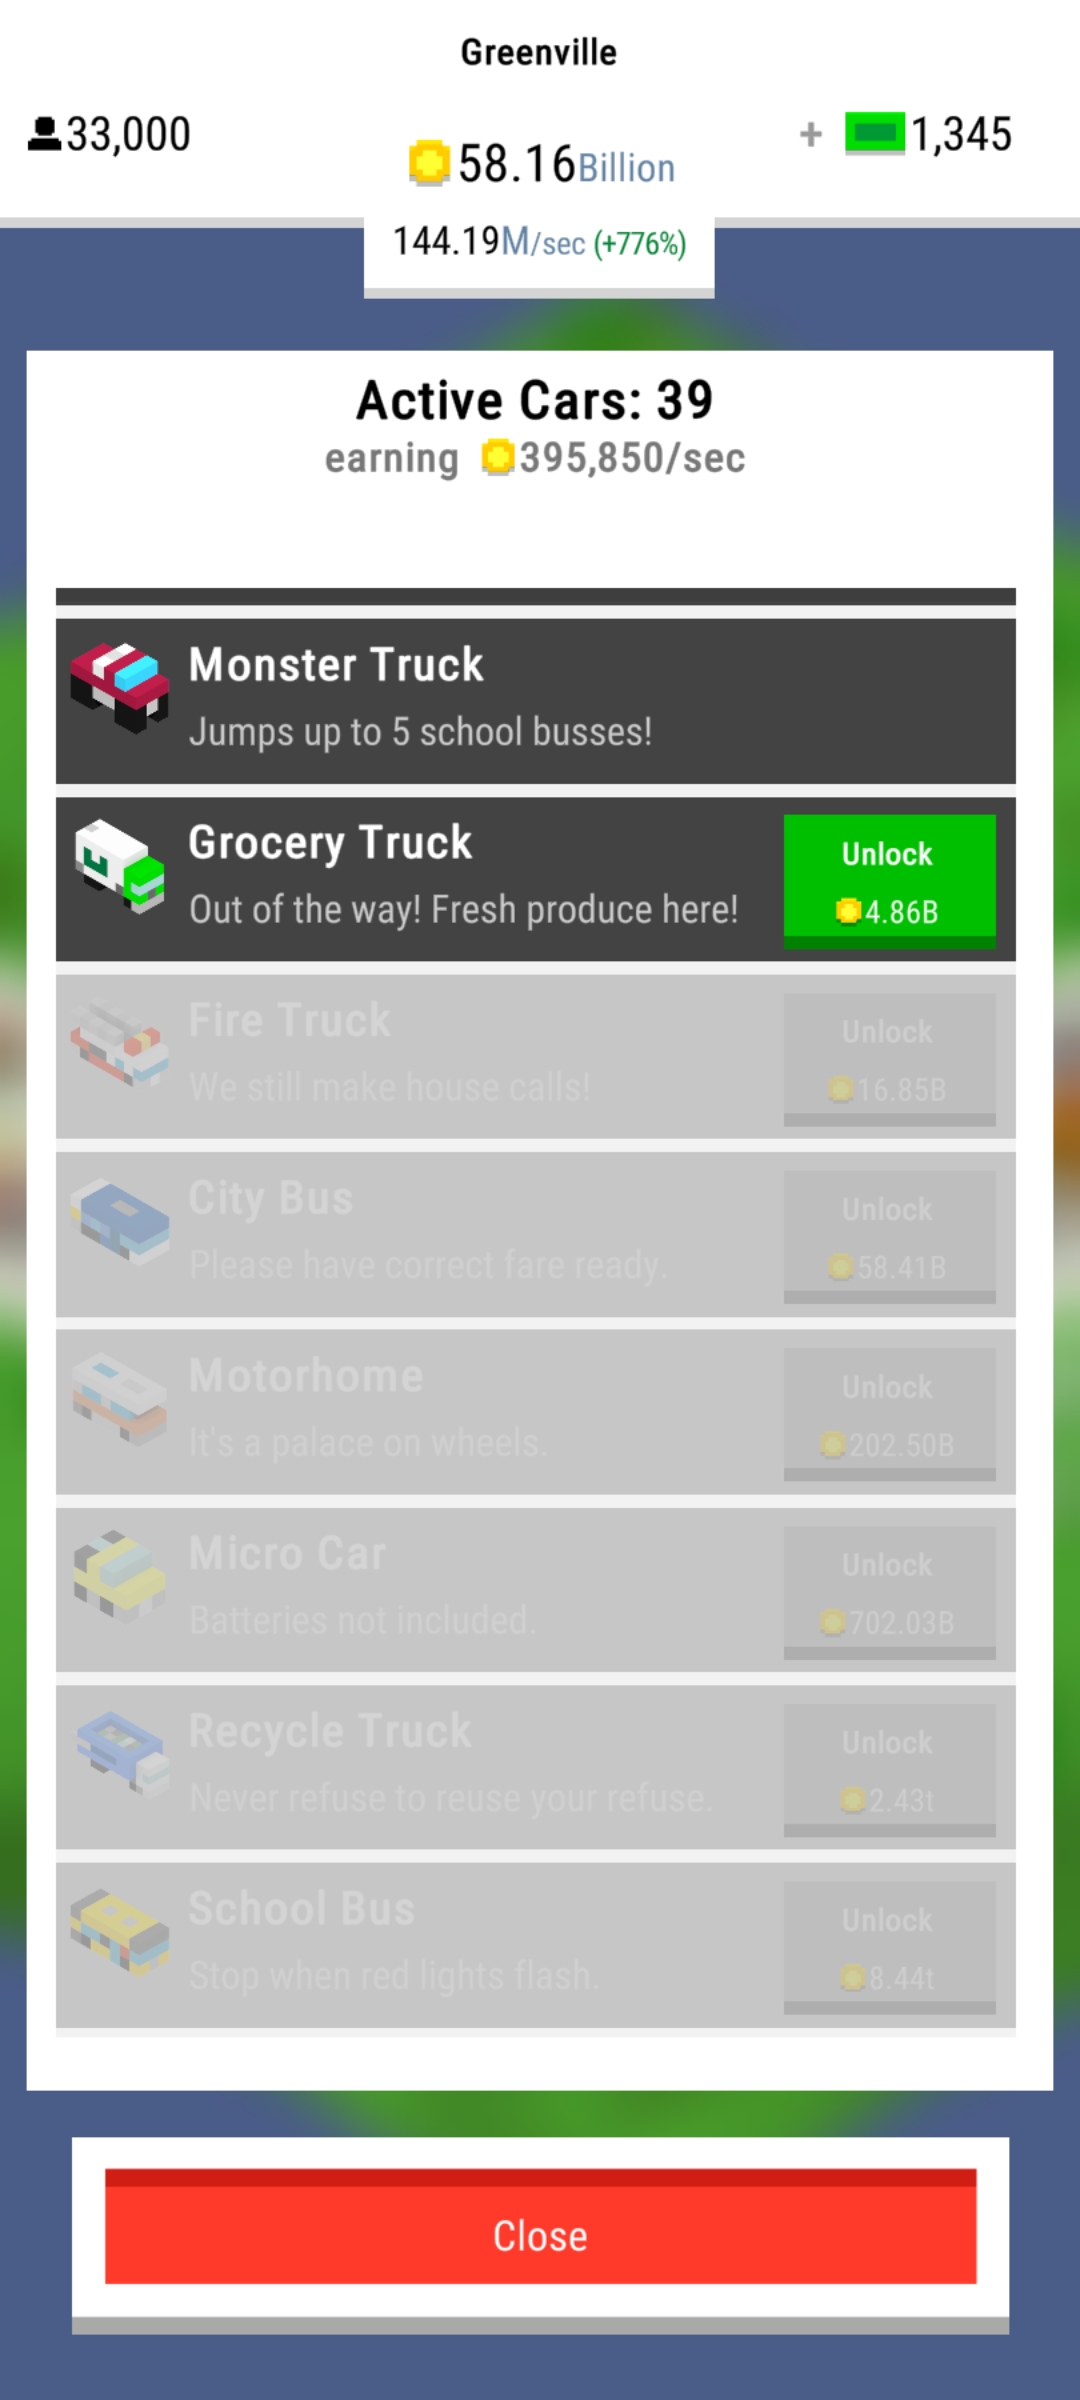 Greenville
33,000
58.16Billion
+ 1,345
144.19M/sec (+776%)
Active Cars: 39
earning 395,850/sec
Monster Truck
Jumps up to 5 school busses!
Grocery Truck
Out of the way! Fresh produce here!
Unlock
4.86B
Fire Truck
We still make house calls!
Unlock
16.85B
City Bus
Please have correct fare ready.
Unlock
58.41B
Motorhome
It's a palace on wheels.
Unlock
202.50B
Micro Car
Batteries not included.
Unlock
702.03B
Recycle Truck
Never refuse to reuse your refuse.
Unlock
2.43t
School Bus
Stop when red lights flash.
Unlock
8.44t
Close